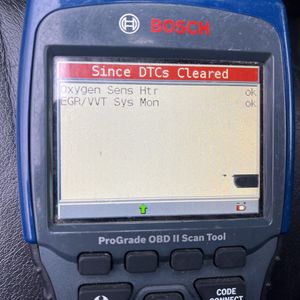 BOSCH
Since DTCs Cleared
Oxygen Sens Htr ok
EGR/VVT Sys Mon ok
ProGrade OBD II Scan Tool
CODE
CONNECT